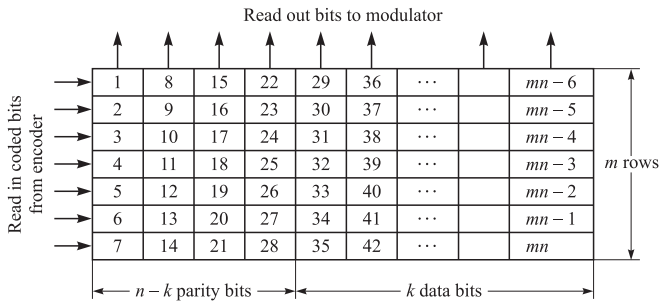 Read out bits to modulator
Read in coded bits
from encoder
1 8 15 22 29 36 ··· mn – 6
2 9 16 23 30 37 ··· mn – 5
3 10 17 24 31 38 ··· mn – 4
4 11 18 25 32 39 ··· mn – 3
5 12 19 26 33 40 ··· mn – 2
6 13 20 27 34 41 ··· mn – 1
7 14 21 28 35 42 ··· mn
m rows
n – k parity bits
k data bits